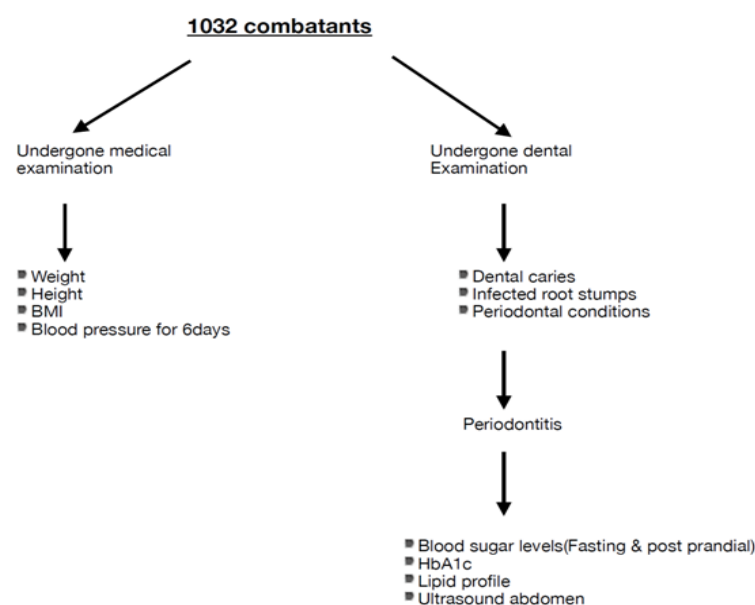 1032 combatants
Undergone medical
examination
Undergone dental
Examination
Weight
Height
BMI
Blood pressure for 6days
Dental caries
Infected root stumps
Periodontal conditions
Periodontitis
Blood sugar levels(Fasting & post prandial)
HbA1c
Lipid profile
Ultrasound abdomen